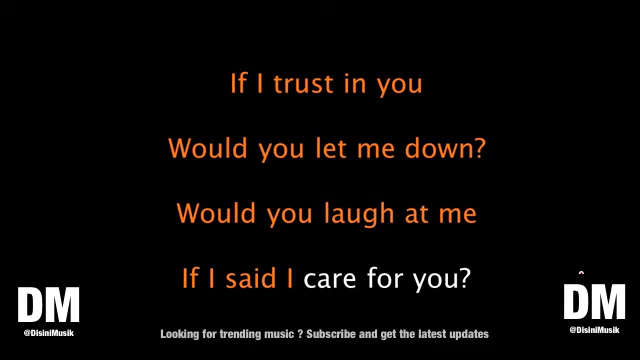 If I trust in you
Would you let me down?
Would you laugh at me
If I said I care for you?
DM
@DisiniMusik
DM
@DisiniMusik
Looking for trending music ? Subscribe and get the latest updates